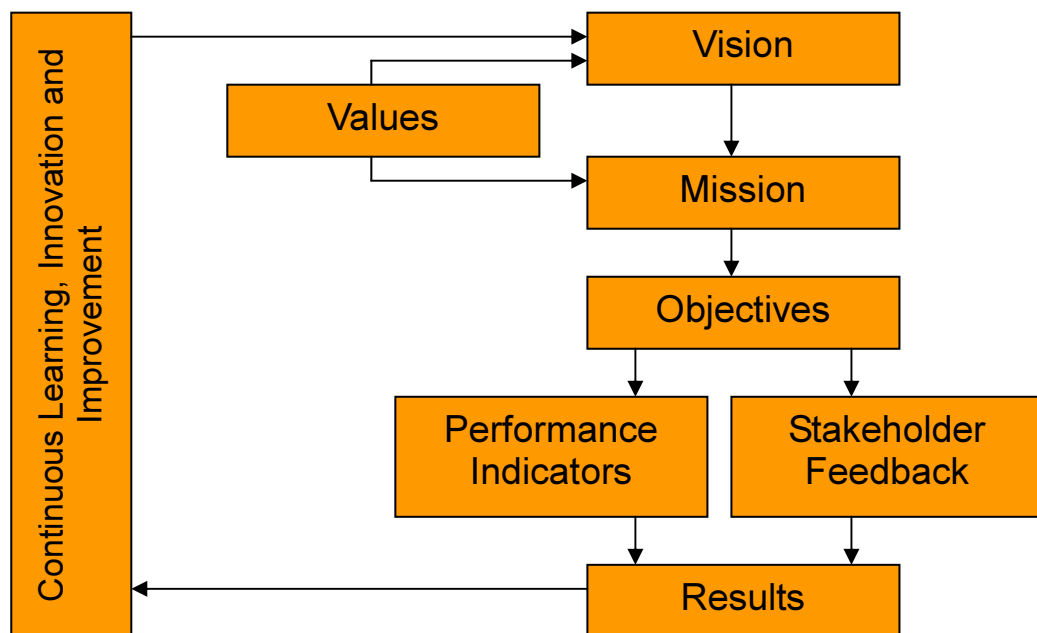 Continuous Learning, Innovation and
Improvement
Vision
Values
Mission
Objectives
Performance
Indicators
Stakeholder
Feedback
Results